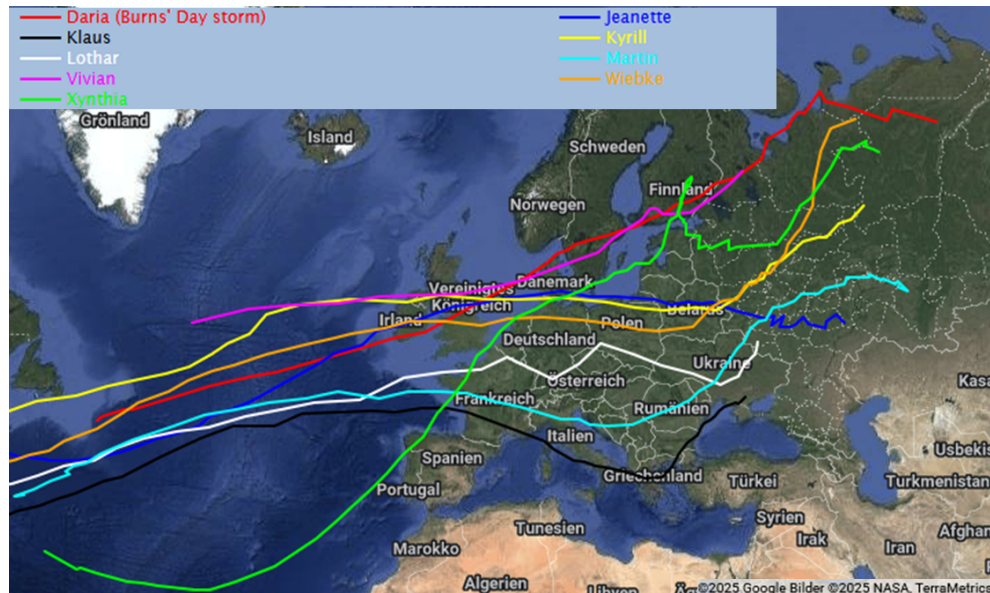 Daria (Burns' Day storm)
Klaus
Lothar
Vivian
Xynthia
Jeanette
Kyrill
Martin
Wiebke
Grönland
Island
Schweden
Finnland
Norwegen
Dänemark
Vereinigtes
Königreich
Irland
Belarus
Polen
Deutschland
Ukraine
Österreich
Frankreich
Rumänien
Italien
Spanien
Griechenland
Portugal
Türkei
Tunesien
Syrien
Irak
Iran
Marokko
Algerien
Libyen
Kasa
Usbekis
Turkmenistan
Afghan
©2025 Google Bilder ©2025 NASA, TerraMetrics